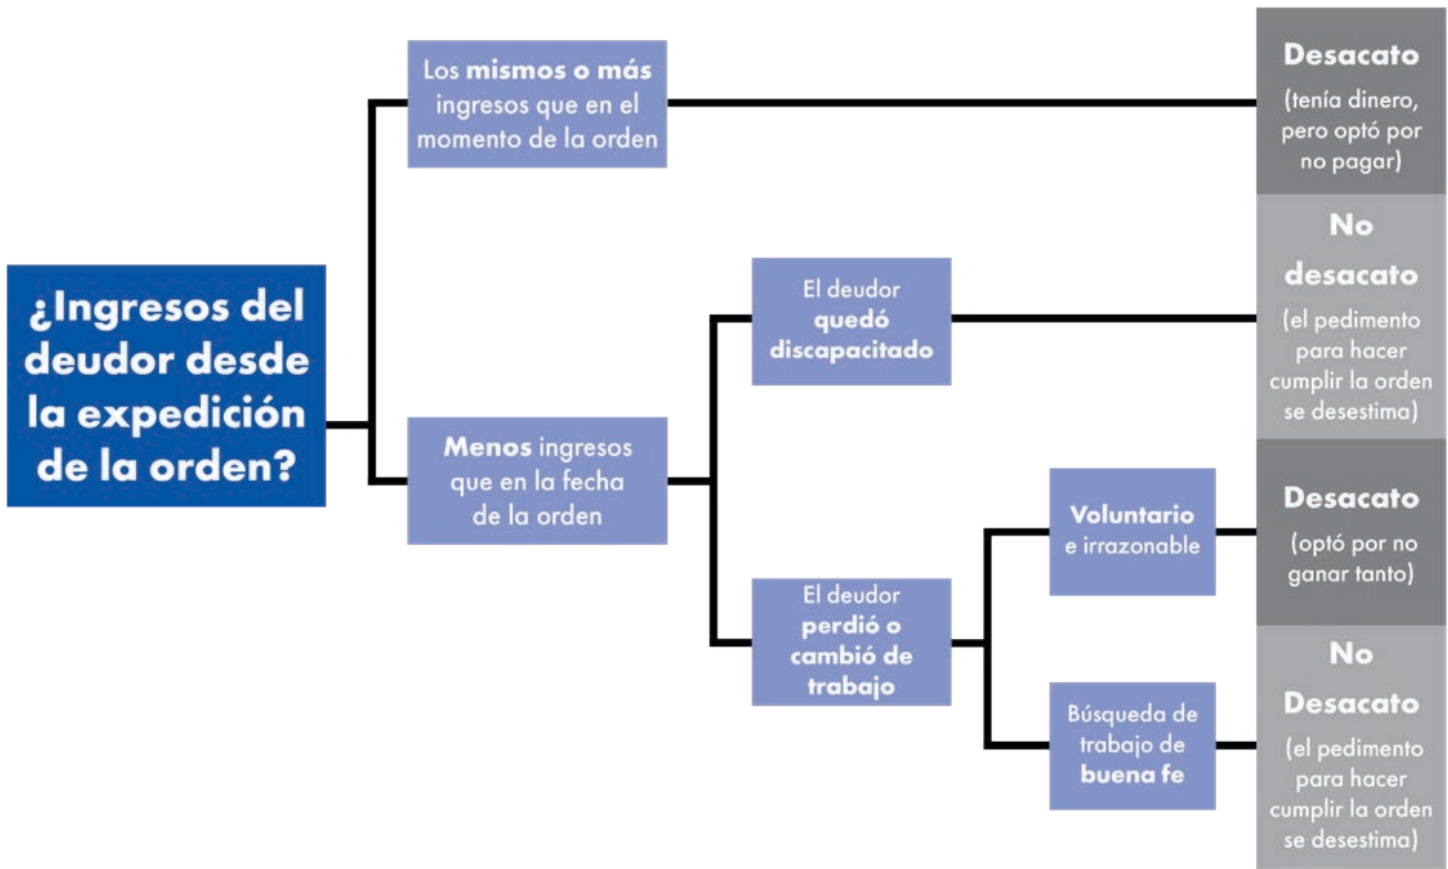 ¿Ingresos del
deudor desde
la expedición
de la orden?
Los mismos o más
ingresos que en el
momento de la orden
Desacato
(tenía dinero,
pero optó por
no pagar)
Menos ingresos
que en la fecha
de la orden
El deudor
quedó
discapacitado
No
desacato
(el pedimento
para hacer
cumplir la orden
se desestima)
El deudor
perdió o
cambió de
trabajo
Voluntario
e irrazonable
Desacato
(optó por no
ganar tanto)
Búsqueda de
trabajo de
buena fe
No
Desacato
(el pedimento
para hacer
cumplir la orden
se desestima)